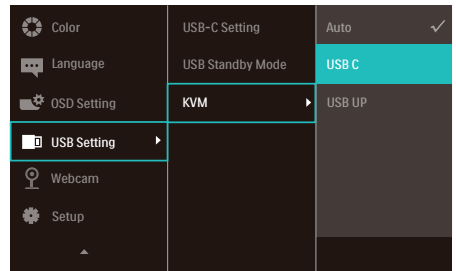 Color
Language
OSD Setting
USB Setting
Webcam
Setup
USB-C Setting
USB Standby Mode
KVM
Auto
USB C
USB UP